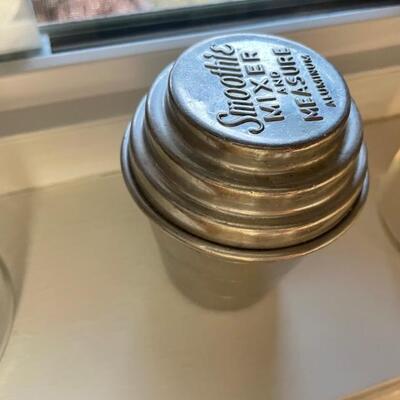 Smoothie
MIXER
AND
MEASURE
ALUMINUM